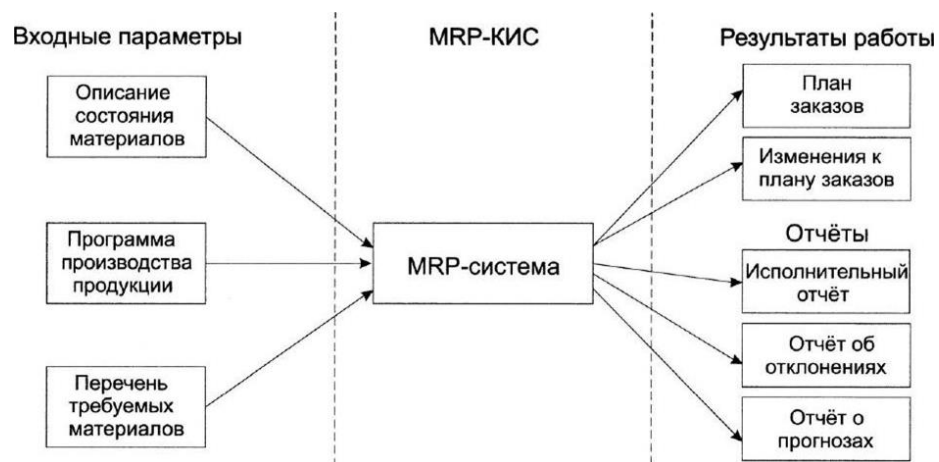 Входные параметры
MRP-КИС
Результаты работы
Описание
состояния
материалов
Программа
производства
продукции
Перечень
требуемых
материалов
MRP-система
План
заказов
Изменения к
плану заказов
Отчёты
Исполнительный
отчёт
Отчёт об
отклонениях
Отчёт о
прогнозах